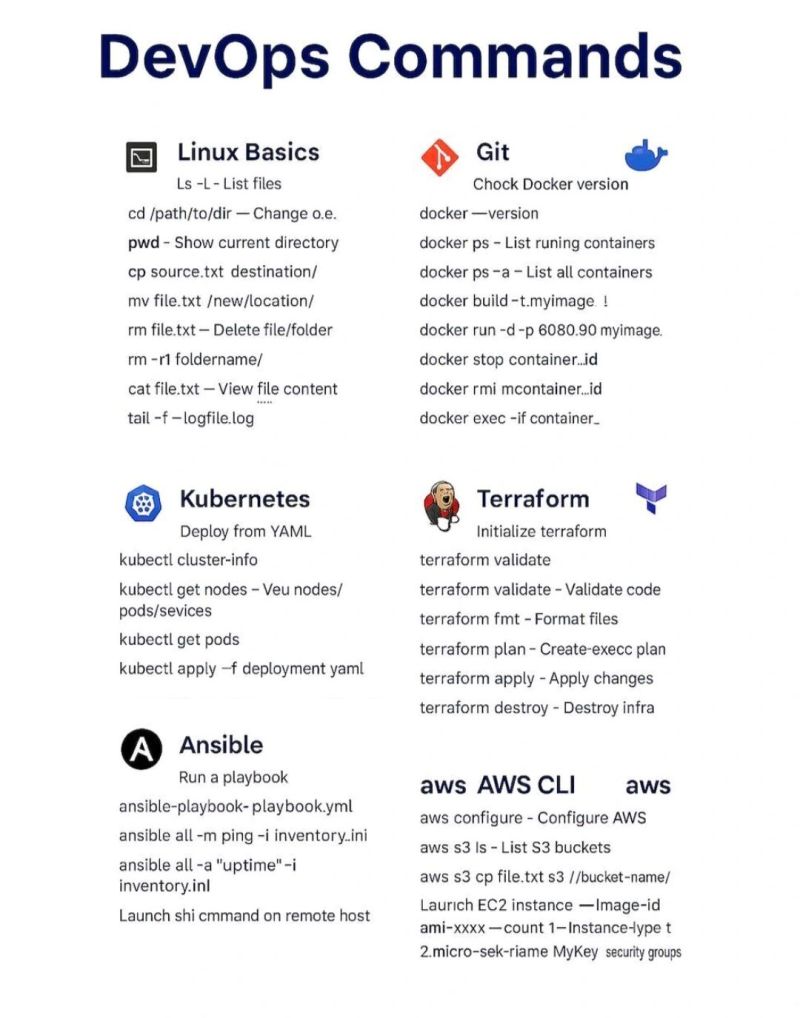 DevOps Commands
Linux Basics
Ls -L - List files
cd /path/to/dir — Change o.e.
pwd - Show current directory
cp source.txt destination/
mv file.txt /new/location/
rm file.txt — Delete file/folder
rm -r1 foldername/
cat file.txt — View file content
tail -f —logfile.log
Git
Chock Docker version
docker —version
docker ps - List runing containers
docker ps -a - List all containers
docker build -t.myimage !
docker run -d -p 6080.90 myimage.
docker stop container...id
docker rmi mcontainer...id
docker exec -if container_
Kubernetes
Deploy from YAML
kubectl cluster-info
kubectl get nodes - Veu nodes/
pods/sevices
kubectl get pods
kubectl apply —f deployment yaml
Terraform
Initialize terraform
terraform validate
terraform validate - Validate code
terraform fmt - Format files
terraform plan - Create-execc plan
terraform apply - Apply changes
terraform destroy - Destroy infra
A Ansible
Run a playbook
ansible-playbook- playbook.yml
ansible all -m ping -i inventory..ini
ansible all -a "uptime" -i
inventory.inl
Launch shi cmmand on remote host
aws AWS CLI aws
aws configure - Configure AWS
aws s3 ls - List S3 buckets
aws s3 cp file.txt s3 //bucket-name/
Launch EC2 instance —Image-id
ami-xxxx —count 1—Instance-lype t
2.micro-sek-riame MyKey security groups